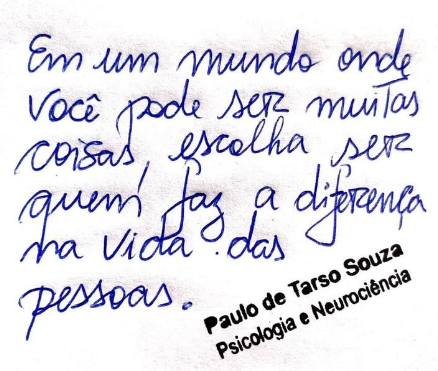 Em um mundo onde
você pode ser muitas
coisas, escolha ser
quem faz a diferença
na vida das
pessoas.
Paulo de Tarso Souza
Psicologia e Neurociência